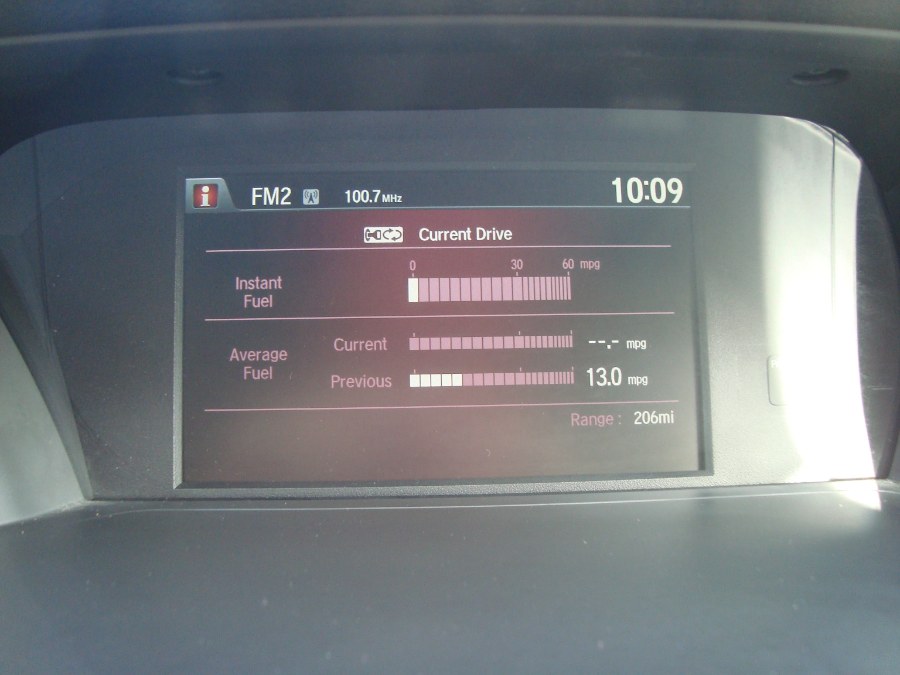 i FM2 100.7MHz 10:09
Current Drive
0 30 60 mpg
Instant
Fuel
Current --.- mpg
Average
Fuel
Previous 13.0 mpg
Range : 206mi